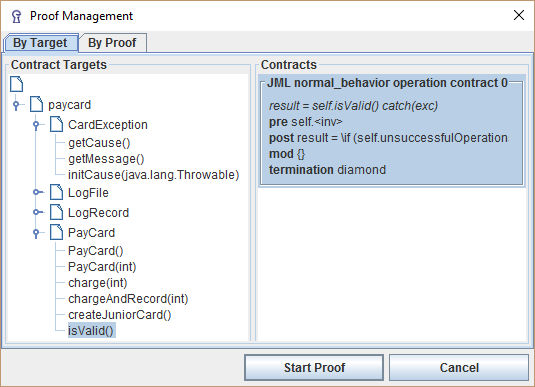 Proof Management
By Target By Proof
Contract Targets
paycard
CardException
getCause()
getMessage()
initCause(java.lang.Throwable)
LogFile
LogRecord
PayCard
PayCard()
PayCard(int)
charge(int)
chargeAndRecord(int)
createJuniorCard()
isValid()
Contracts
JML normal_behavior operation contract 0
result = self.isValid() catch(exc)
pre self.<inv>
post result = \if (self.unsuccessfulOperation
mod {}
termination diamond
Start Proof Cancel